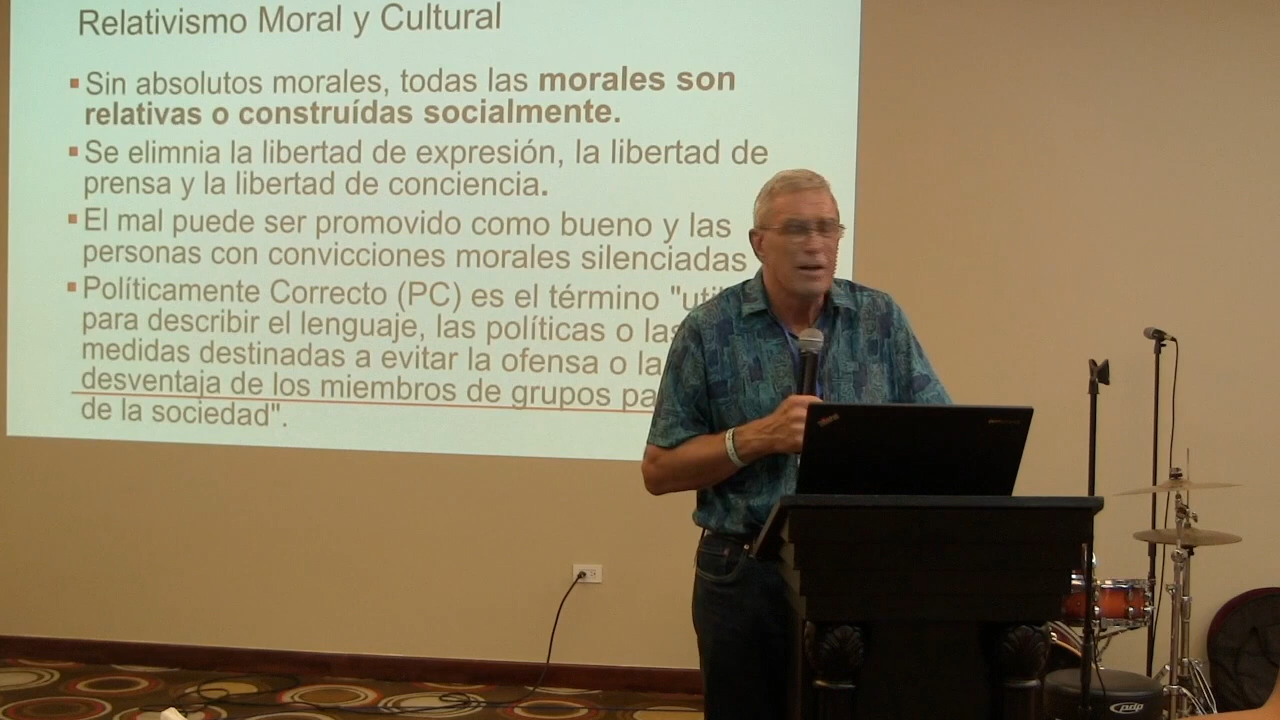 Relativismo Moral y Cultural
▪Sin absolutos morales, todas las morales son
relativas o construídas socialmente.
▪Se elimnia la libertad de expresión, la libertad de
prensa y la libertad de conciencia.
▪El mal puede ser promovido como bueno y las
personas con convicciones morales silenciadas
▪Políticamente Correcto (PC) es el término
para describir el lenguaje, las políticas o
medidas destinadas a evitar la ofensa o la
desventaja de los miembros de grupos
de la sociedad".
ThinkPad
pdp